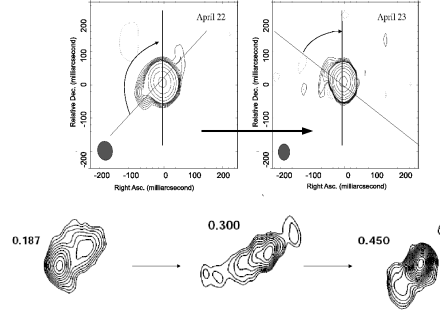 April 22
April 23
Relative Dec. (milliarcsecond)
200
100
0
-100
-200
-200 -100 0 100 200
Right Asc. (milliarcsecond)
Relative Dec. (milliarcsecond)
200
100
0
-100
-200
-200 -100 0 100 200
Right Asc. (milliarcsecond)
0.187
0.300
0.450